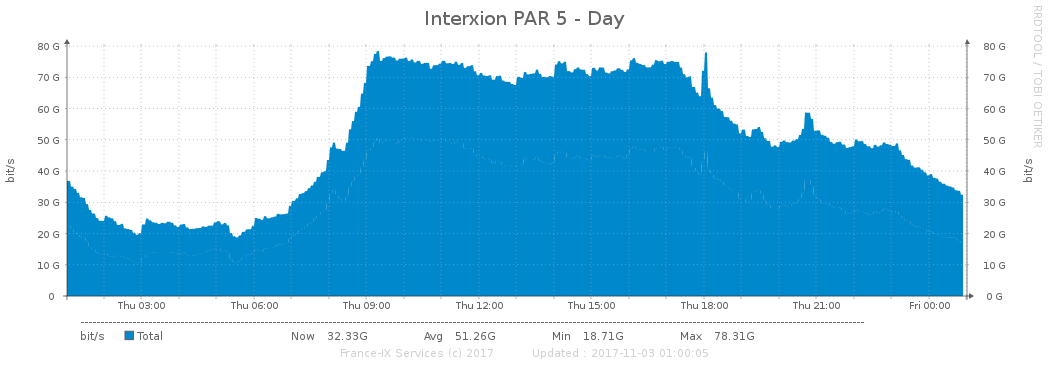 Interxion PAR 5 - Day
RRDTOOL / TOBI OETIKER
bit/s
80 G
70 G
60 G
50 G
40 G
30 G
20 G
10 G
0
80 G
70 G
60 G
50 G
40 G
30 G
20 G
10 G
0 G
bit/s
Thu 03:00 Thu 06:00 Thu 09:00 Thu 12:00 Thu 15:00 Thu 18:00 Thu 21:00 Fri 00:00
bit/s Total Now 32.33G Avg 51.26G Min 18.71G Max 78.31G
France-IX Services (c) 2017 Updated : 2017-11-03 01:00:05